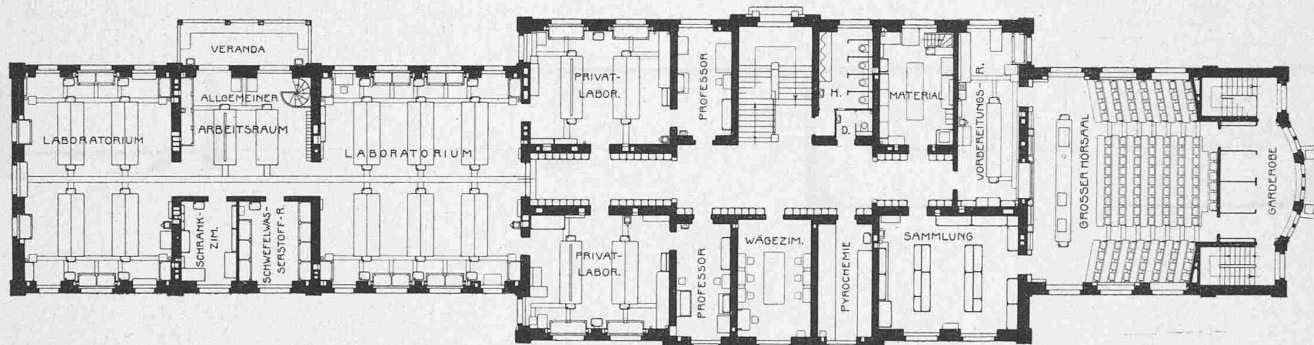 VERANDA
LABORATORIUM
ALLGEMEINER
ARBEITSRAUM
LABORATORIUM
SCHRANK-
ZIM.
SCHWEFELWAS-
SERSTOFF-R.
PRIVAT-
LABOR.
PROFESSOR
H.
D.
MATERIAL
VORBEREITUNGS-R.
PRIVAT-
LABOR.
PROFESSOR
WÄGEZIM.
PYROCHEMIE
SAMMLUNG
GROSSER HÖRSAAL
GARDEROBE